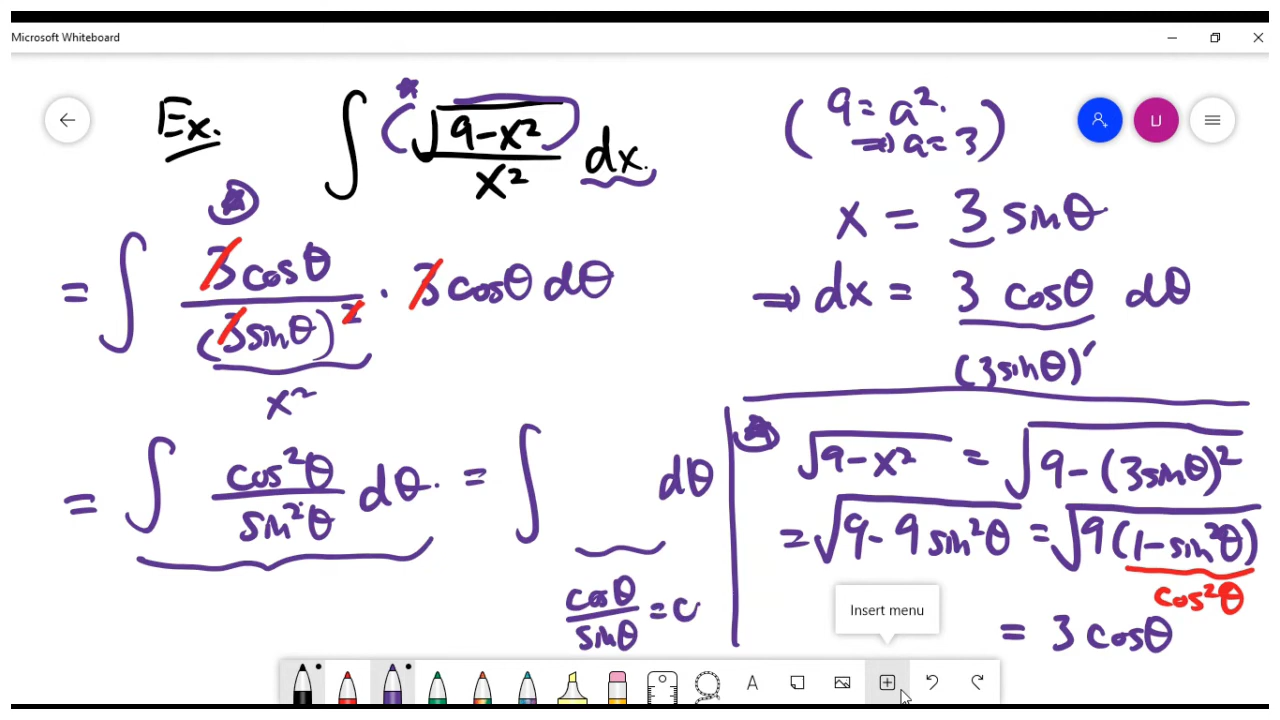 Microsoft Whiteboard
Ex. ∫ (√(9-x²))/x² dx.
(9 = a². ⇒ a = 3)
x = 3 sinθ
⇒ dx = 3 cosθ dθ
(3sinθ)′
= ∫ 3cosθ/(3sinθ)² · 3cosθ dθ
x²
= ∫ cos²θ/sin²θ dθ. = ∫ dθ
cosθ/sinθ = c
√(9-x²) = √(9-(3sinθ)²)
= √(9-9sin²θ) = √(9(1-sin²θ))
cos²θ
= 3 cosθ
Insert menu
A